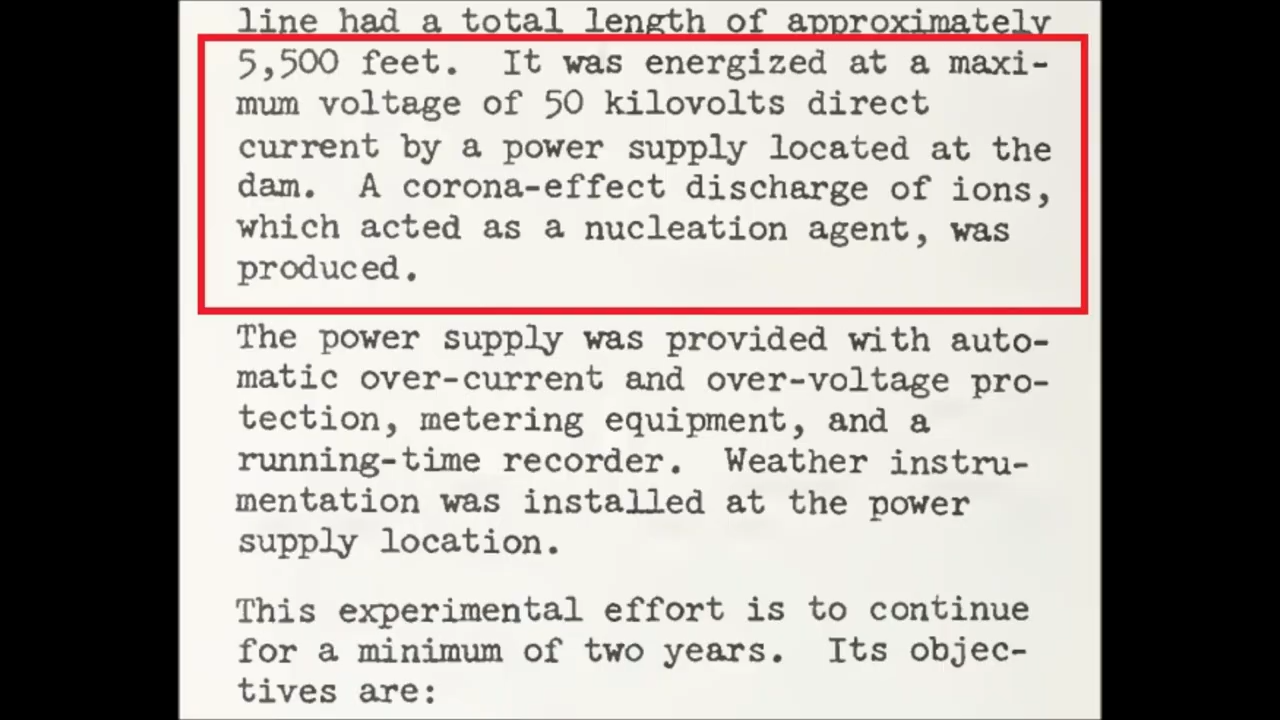 line had a total length of approximately
5,500 feet. It was energized at a maxi-
mum voltage of 50 kilovolts direct
current by a power supply located at the
dam. A corona-effect discharge of ions,
which acted as a nucleation agent, was
produced.
The power supply was provided with auto-
matic over-current and over-voltage pro-
tection, metering equipment, and a
running-time recorder. Weather instru-
mentation was installed at the power
supply location.
This experimental effort is to continue
for a minimum of two years. Its objec-
tives are: